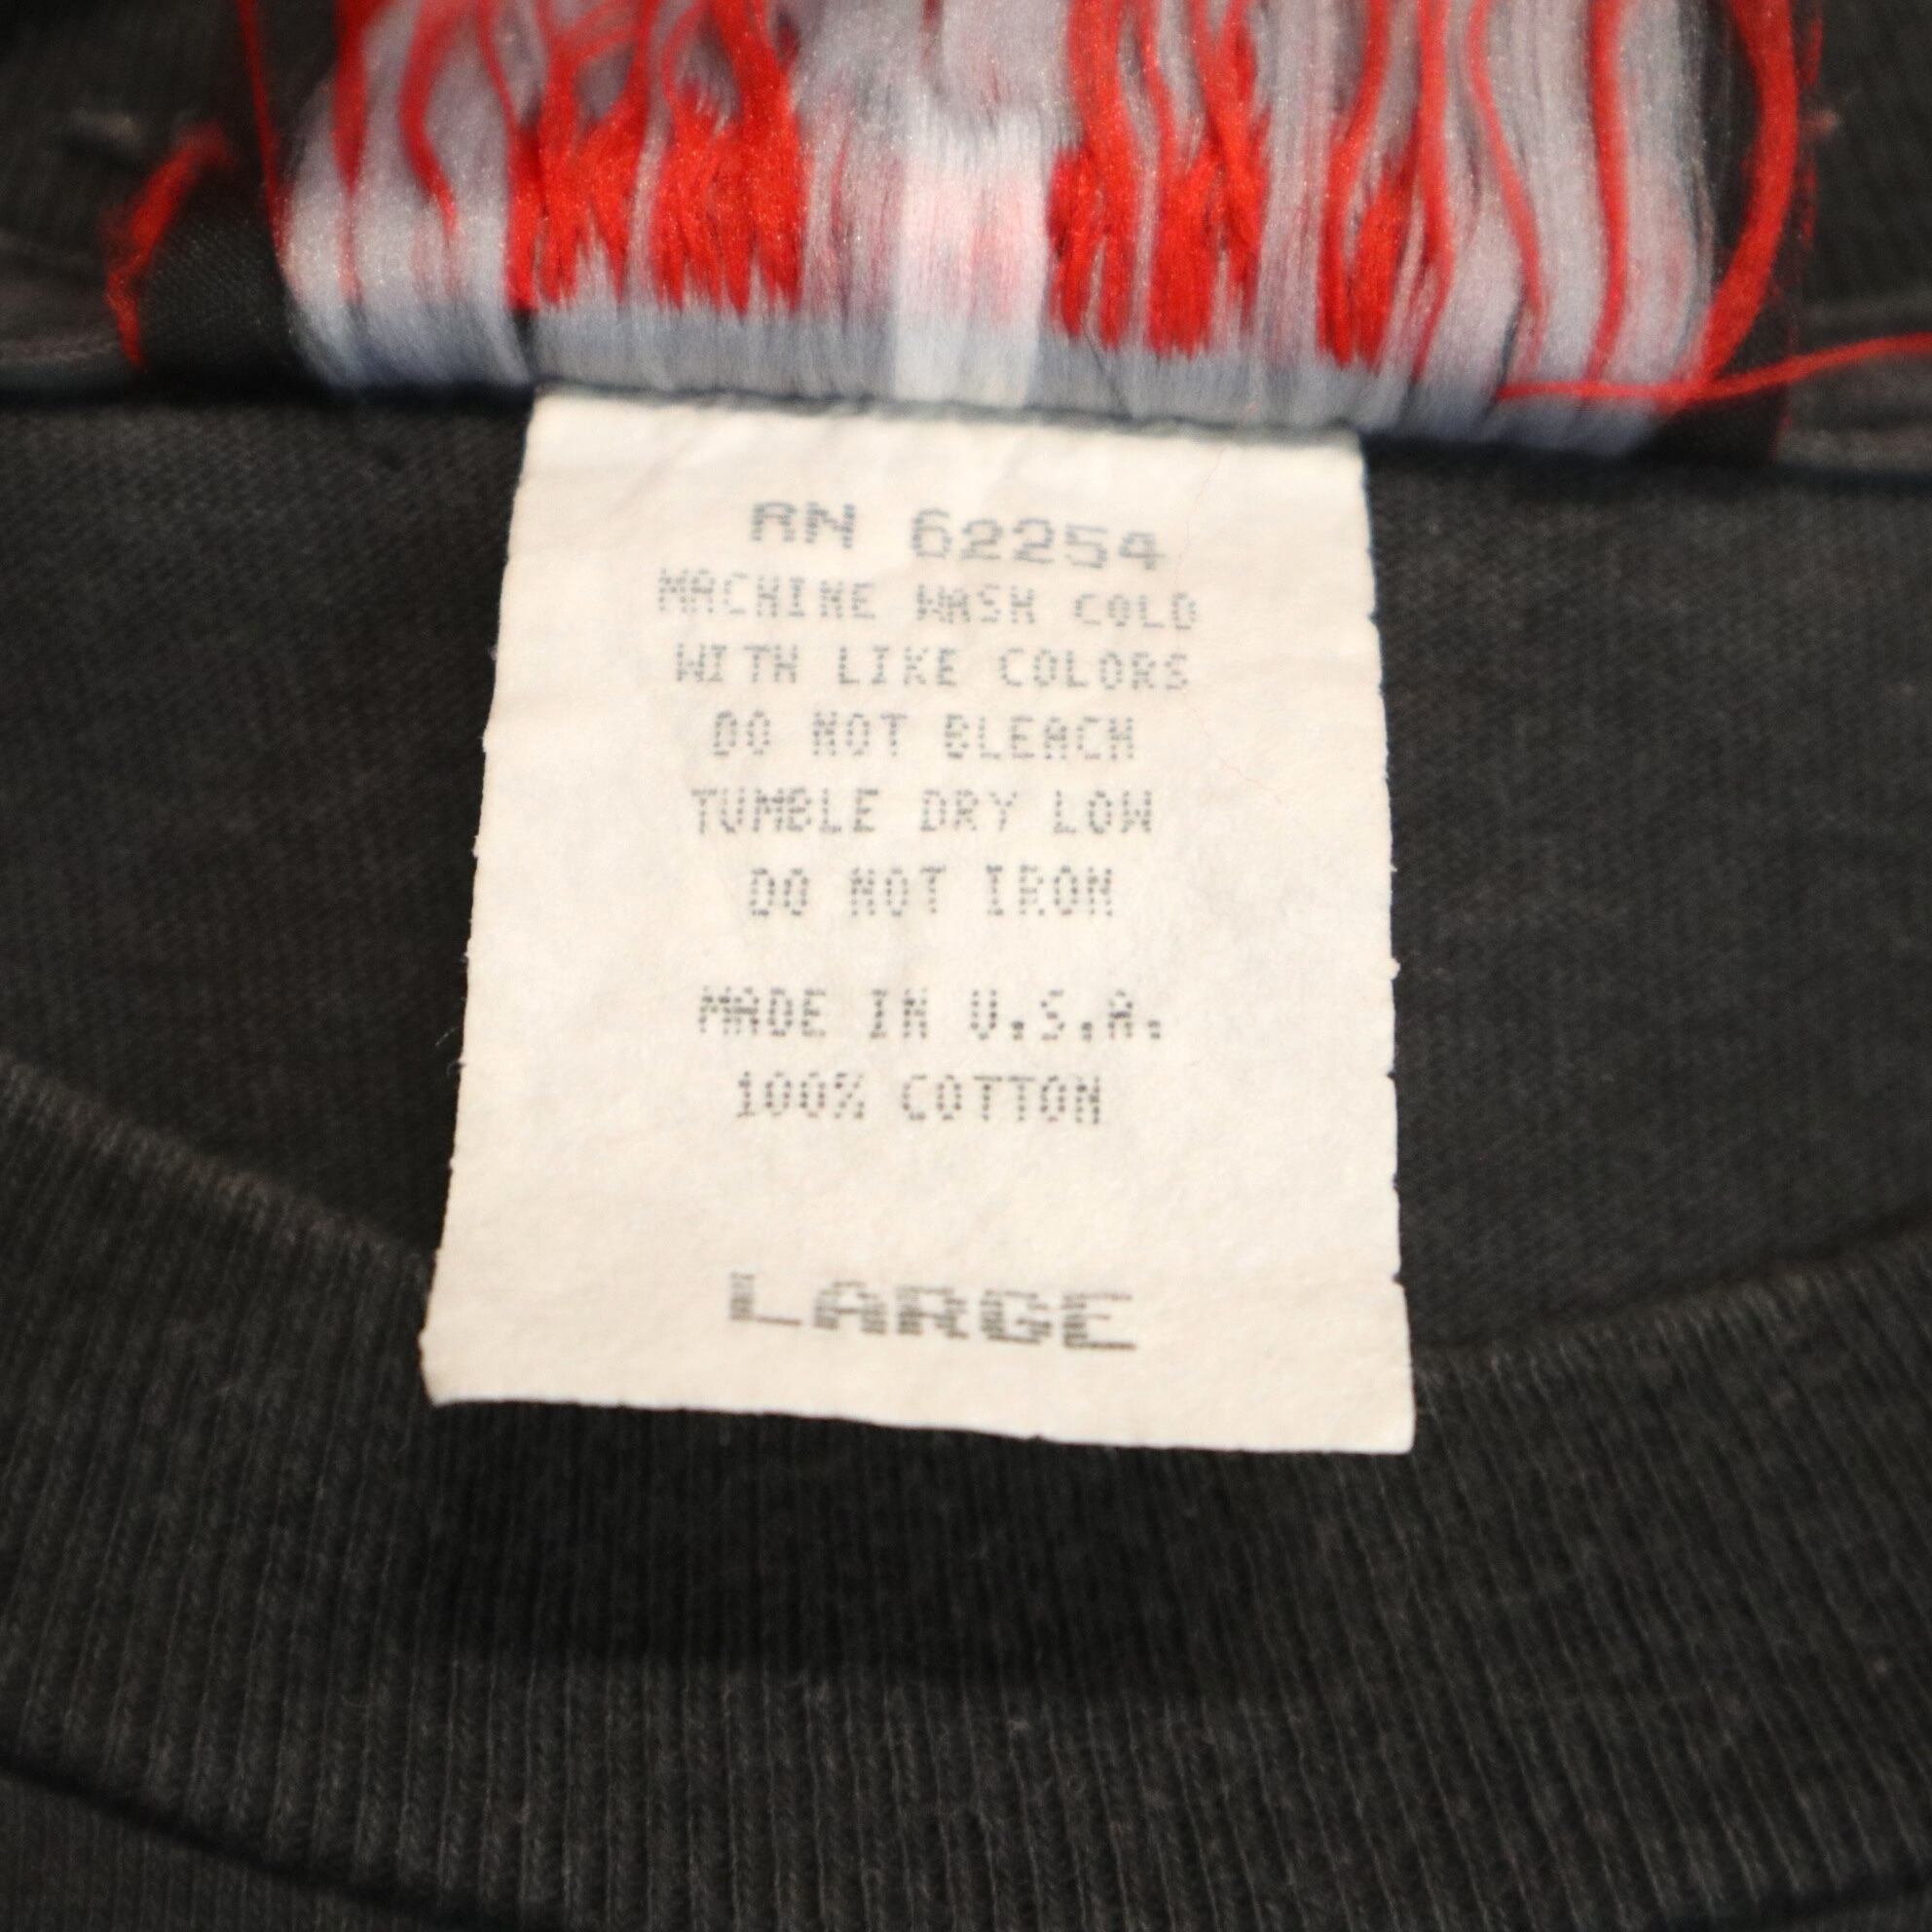 RN 62254
MACHINE WASH COLD
WITH LIKE COLORS
DO NOT BLEACH
TUMBLE DRY LOW
DO NOT IRON
MADE IN U.S.A.
100% COTTON
LARGE